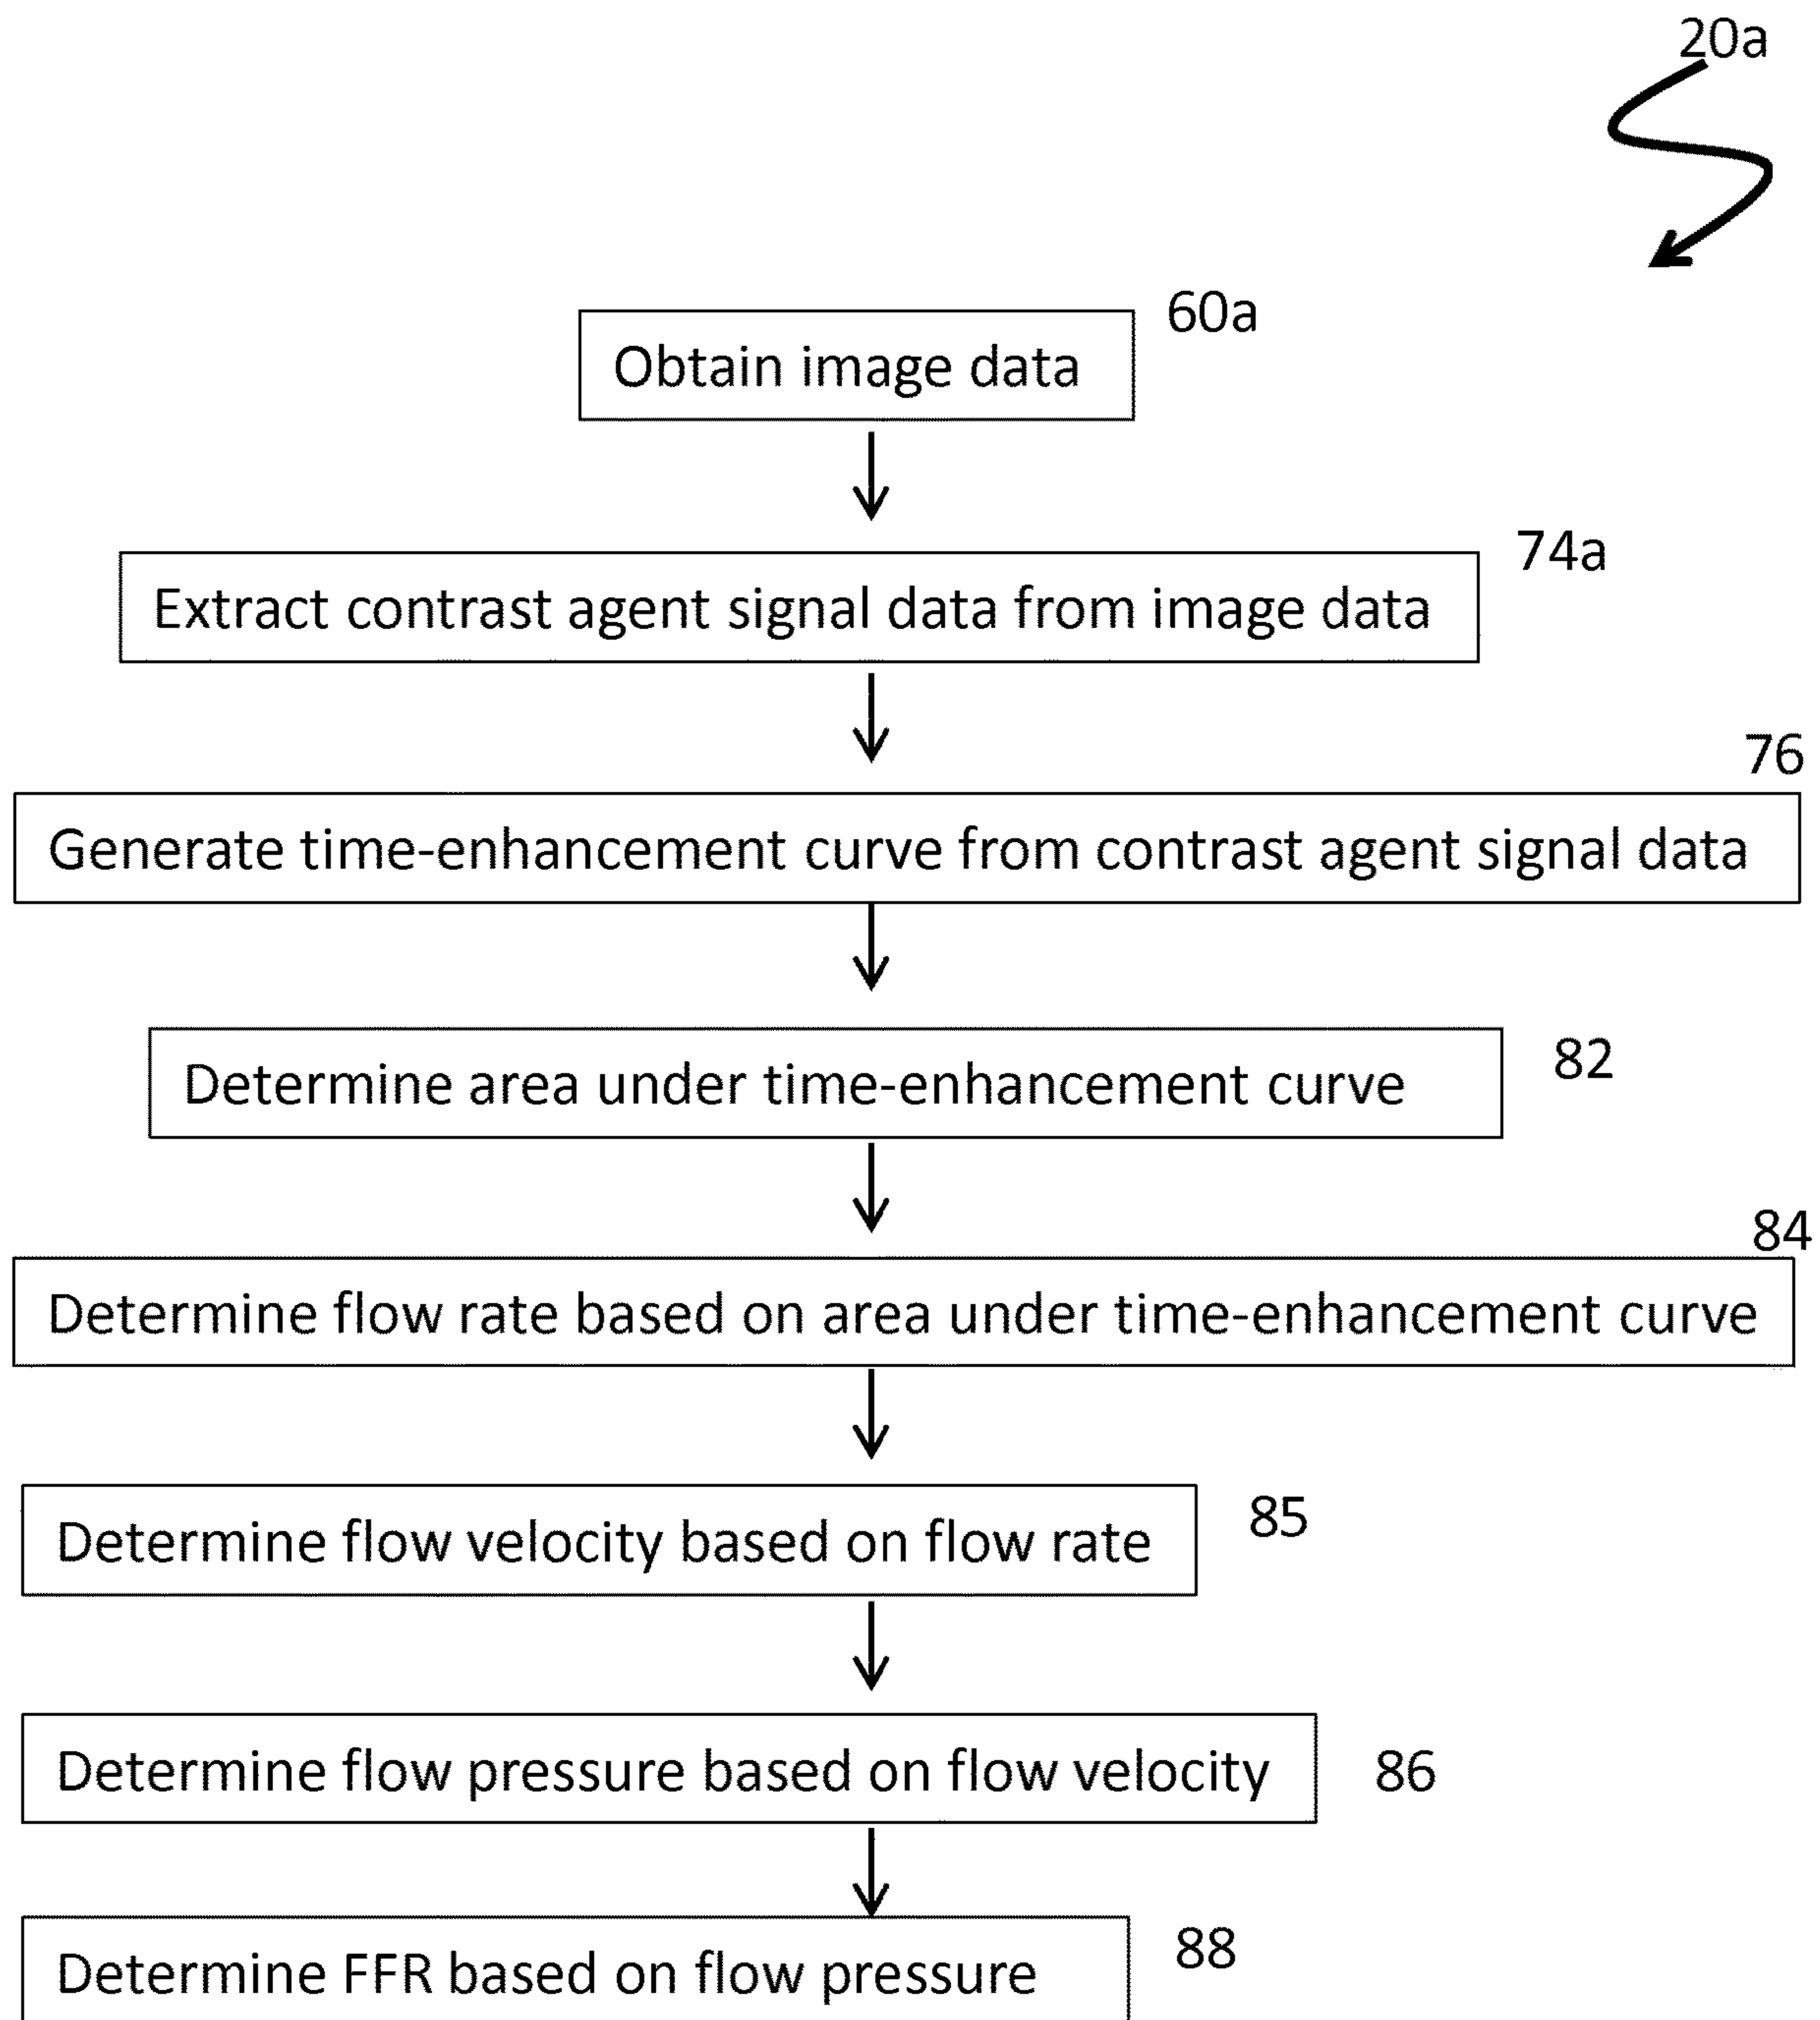 20a
60a
Obtain image data
74a
Extract contrast agent signal data from image data
76
Generate time-enhancement curve from contrast agent signal data
82
Determine area under time-enhancement curve
84
Determine flow rate based on area under time-enhancement curve
85
Determine flow velocity based on flow rate
Determine flow pressure based on flow velocity
86
88
Determine FFR based on flow pressure